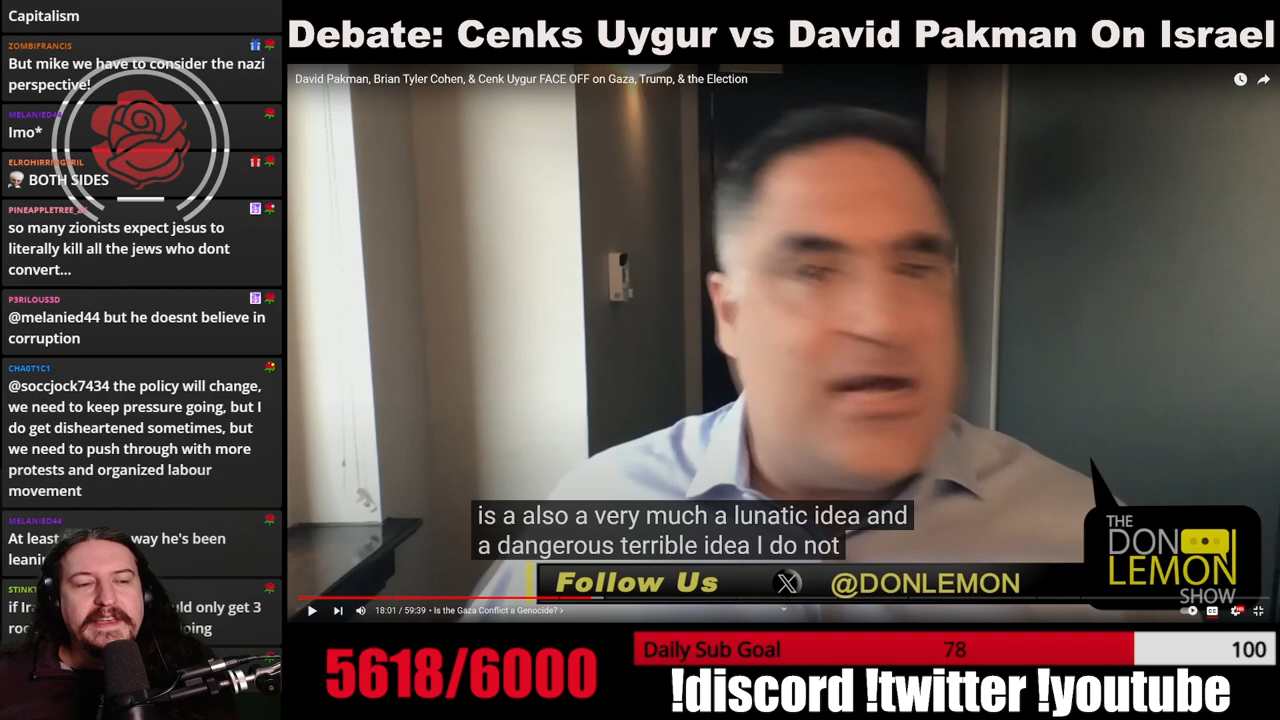 Capitalism
ZOMBIFRANCIS
But mike we have to consider the nazi
perspective!
Imo*
BOTH SIDES
so many zionists expect jesus to
literally kill all the jews who dont
convert...
P3RILOUS3D
@melanied44 but he doesnt believe in
corruption
CHA0T1C1
@soccjock7434 the policy will change,
we need to keep pressure going, but I
do get disheartened sometimes, but
we need to push through with more
protests and organized labour
movement
MELANIED44
At least way he's been
if
Debate: Cenks Uygur vs David Pakman On Israel
David Pakman, Brian Tyler Cohen, & Cenk Uygur FACE OFF on Gaza, Trump, & the Election
is a also a very much a lunatic idea and
a dangerous terrible idea I do not
Follow Us X @DONLEMON
THE
DON
LEMON
SHOW
18:01 / 59:39 • Is the Gaza Conflict a Genocide? >
5618/6000
Daily Sub Goal 78 100
!discord !twitter !youtube